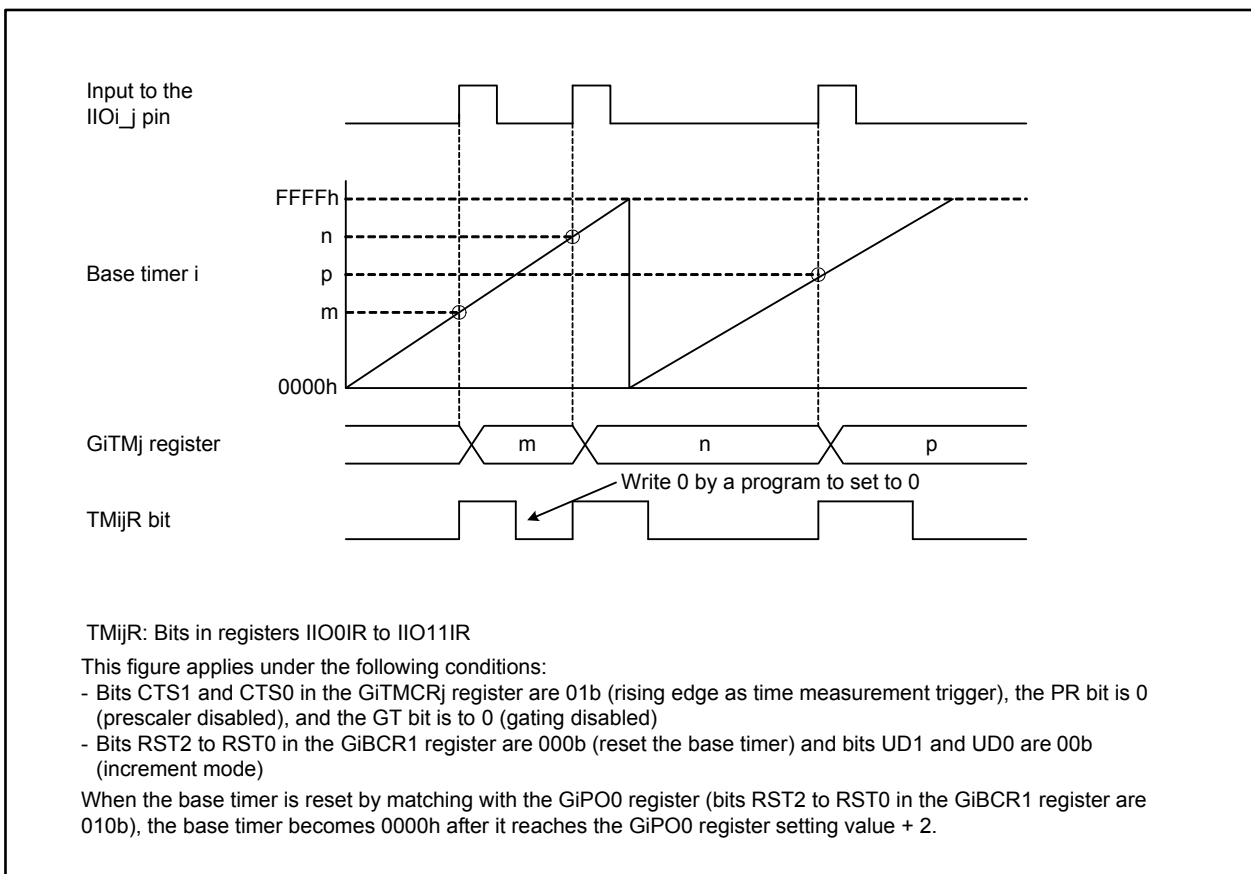 Input to the
IIOi_j pin
FFFFh
n
Base timer i
p
m
0000h
GiTMj register
m
n
p
Write 0 by a program to set to 0
TMijR bit
TMijR: Bits in registers IIO0IR to IIO11IR
This figure applies under the following conditions:
- Bits CTS1 and CTS0 in the GiTMCRj register are 01b (rising edge as time measurement trigger), the PR bit is 0
(prescaler disabled), and the GT bit is to 0 (gating disabled)
- Bits RST2 to RST0 in the GiBCR1 register are 000b (reset the base timer) and bits UD1 and UD0 are 00b
(increment mode)
When the base timer is reset by matching with the GiPO0 register (bits RST2 to RST0 in the GiBCR1 register are
010b), the base timer becomes 0000h after it reaches the GiPO0 register setting value + 2.